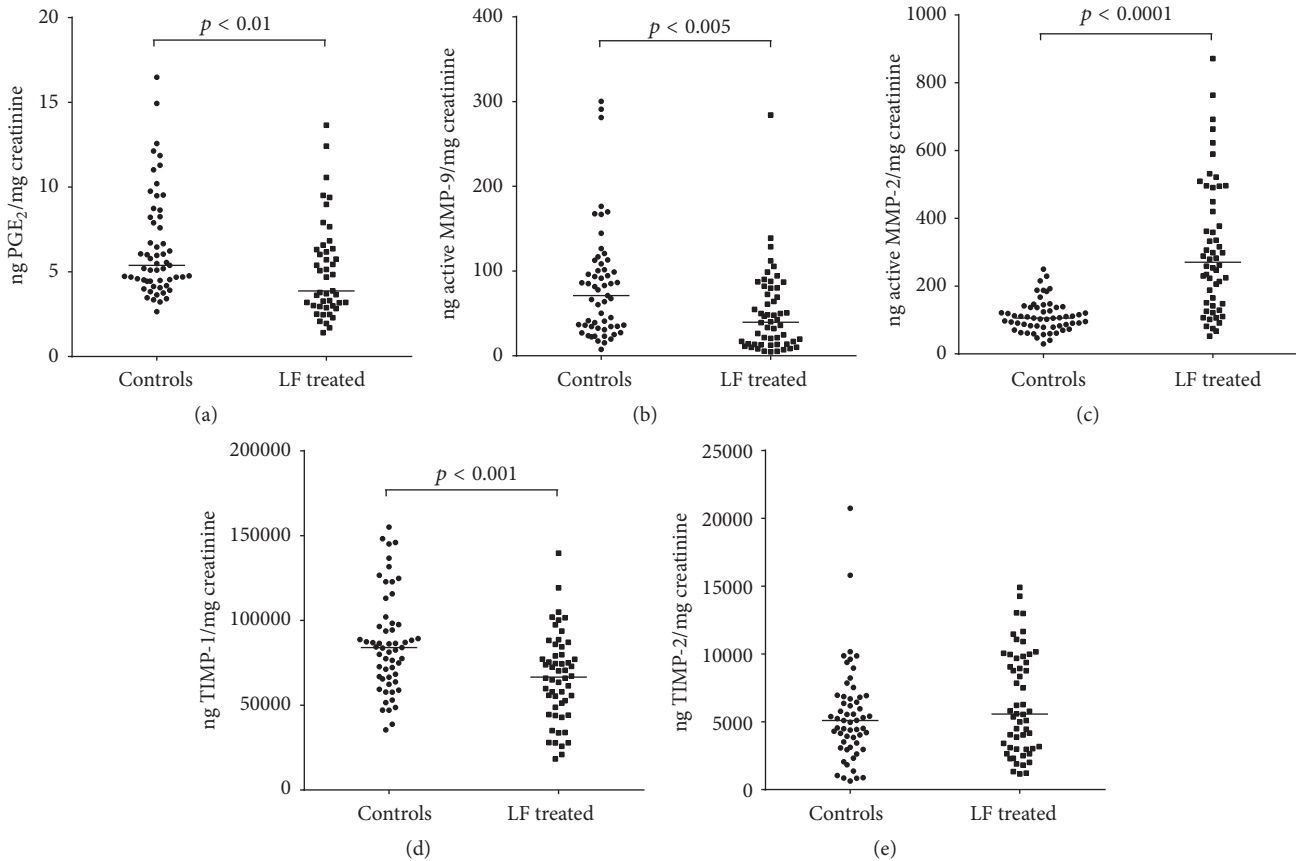 p < 0.01
ng PGE₂/mg creatinine
20
15
10
5
0
Controls
LF treated
(a)
p < 0.005
ng active MMP-9/mg creatinine
400
300
200
100
0
Controls
LF treated
(b)
p < 0.0001
ng active MMP-2/mg creatinine
1000
800
600
400
200
0
Controls
LF treated
(c)
p < 0.001
ng TIMP-1/mg creatinine
200000
150000
100000
50000
0
Controls
LF treated
(d)
ng TIMP-2/mg creatinine
25000
20000
15000
10000
5000
0
Controls
LF treated
(e)